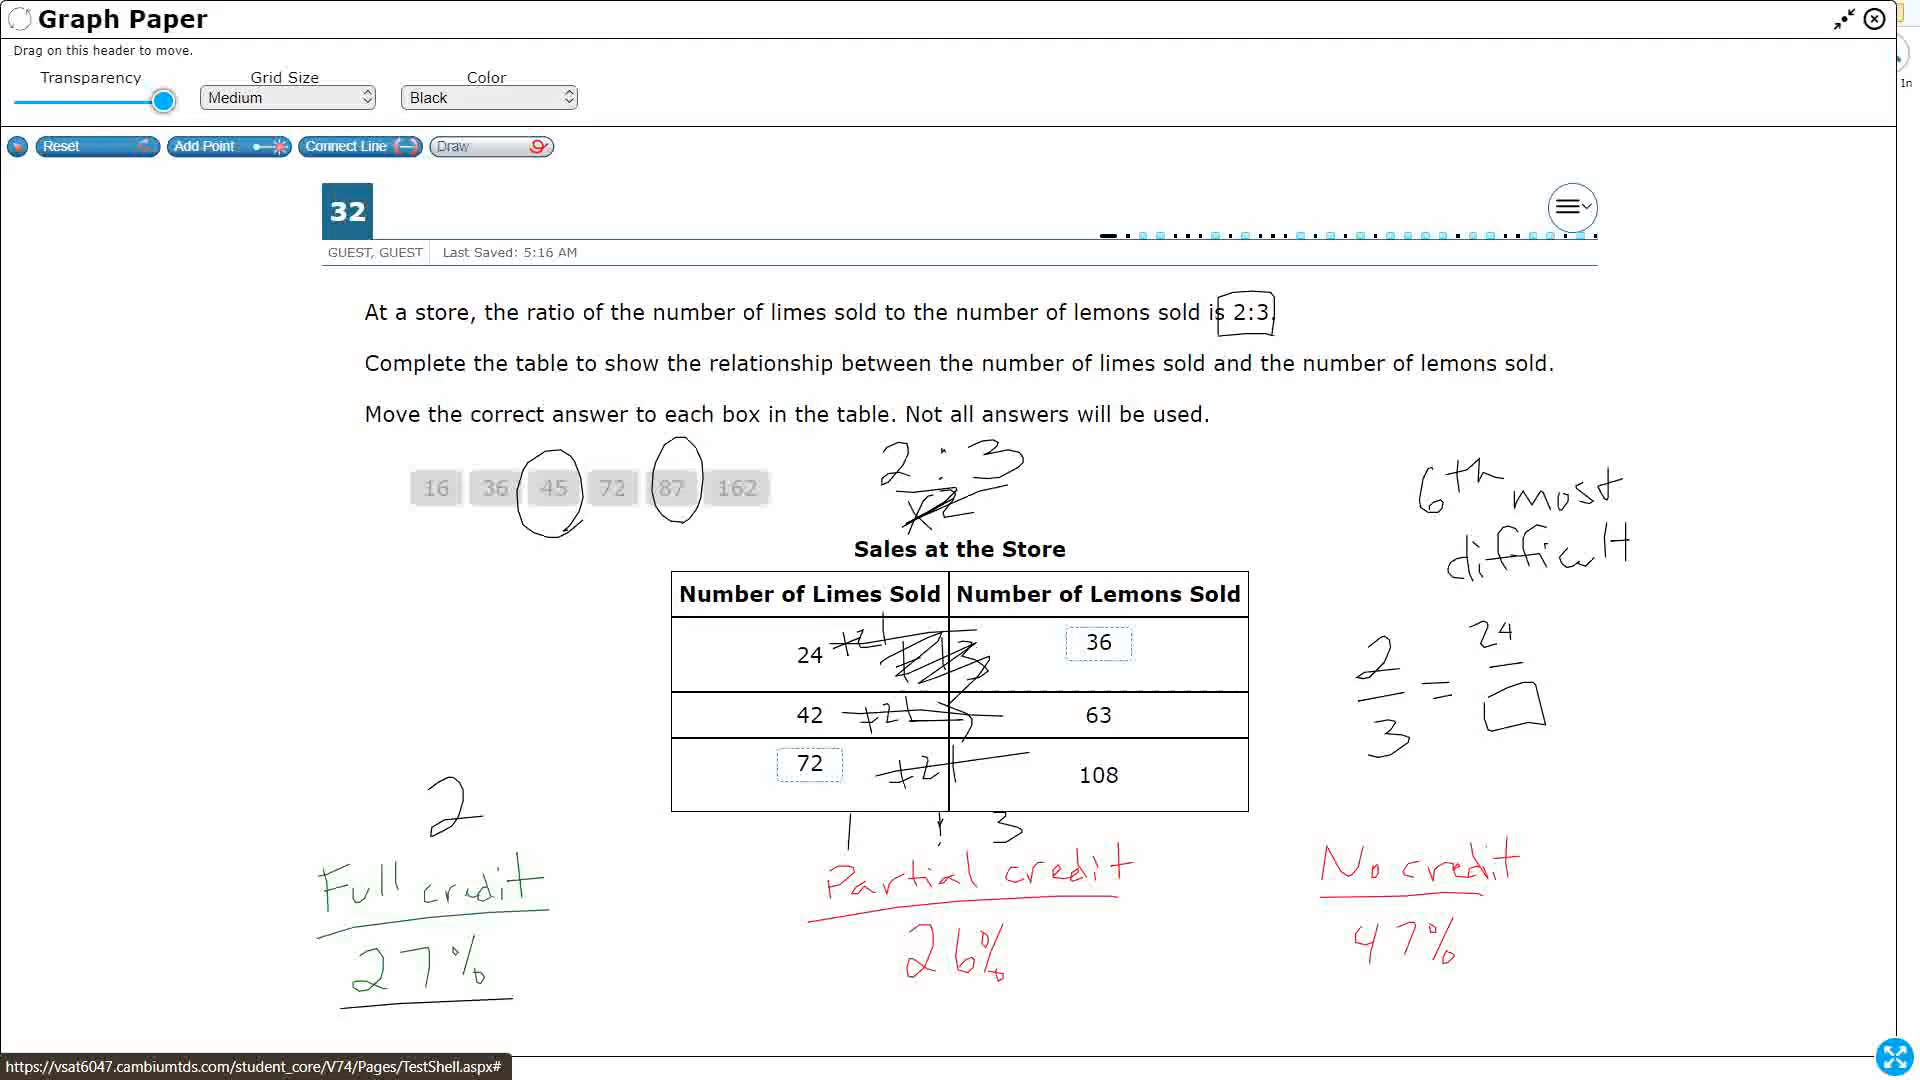 Graph Paper
Drag on this header to move.
Transparency Grid Size Color
Medium Black
1n
Reset Add Point Connect Line Draw
32
GUEST, GUEST Last Saved: 5:16 AM
At a store, the ratio of the number of limes sold to the number of lemons sold is 2:3.
Complete the table to show the relationship between the number of limes sold and the number of lemons sold.
Move the correct answer to each box in the table. Not all answers will be used.
2 : 3
16 36 45 72 87 162
x2
6th most
difficult
Sales at the Store
Number of Limes Sold Number of Lemons Sold
24 +21 36
42 +21 63
72 +21 108
2/3 = 24/
2
1 : 3
Full credit Partial credit No credit
27% 26% 47%
https://vsat6047.cambiumtds.com/student_core/V74/Pages/TestShell.aspx#